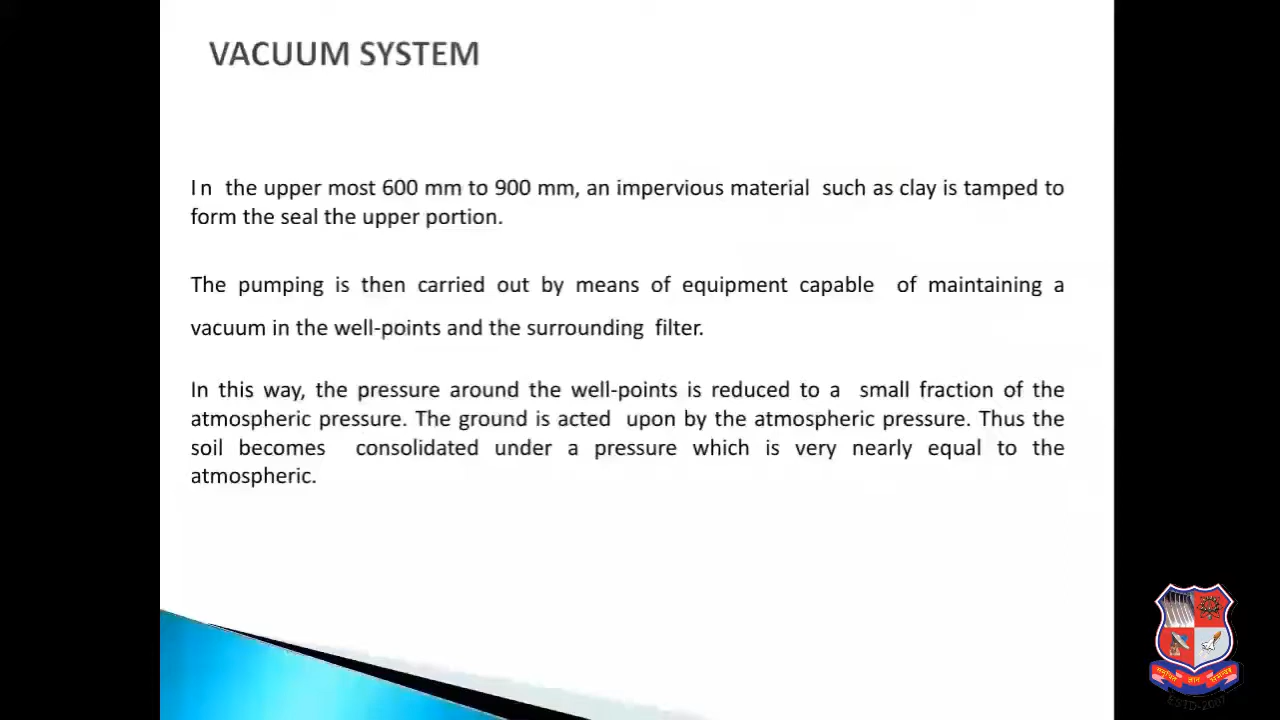 VACUUM SYSTEM
In the upper most 600 mm to 900 mm, an impervious material such as clay is tamped to
form the seal the upper portion.
The pumping is then carried out by means of equipment capable of maintaining a
vacuum in the well-points and the surrounding filter.
In this way, the pressure around the well-points is reduced to a small fraction of the
atmospheric pressure. The ground is acted upon by the atmospheric pressure. Thus the
soil becomes consolidated under a pressure which is very nearly equal to the
atmospheric.
ESTD-2007